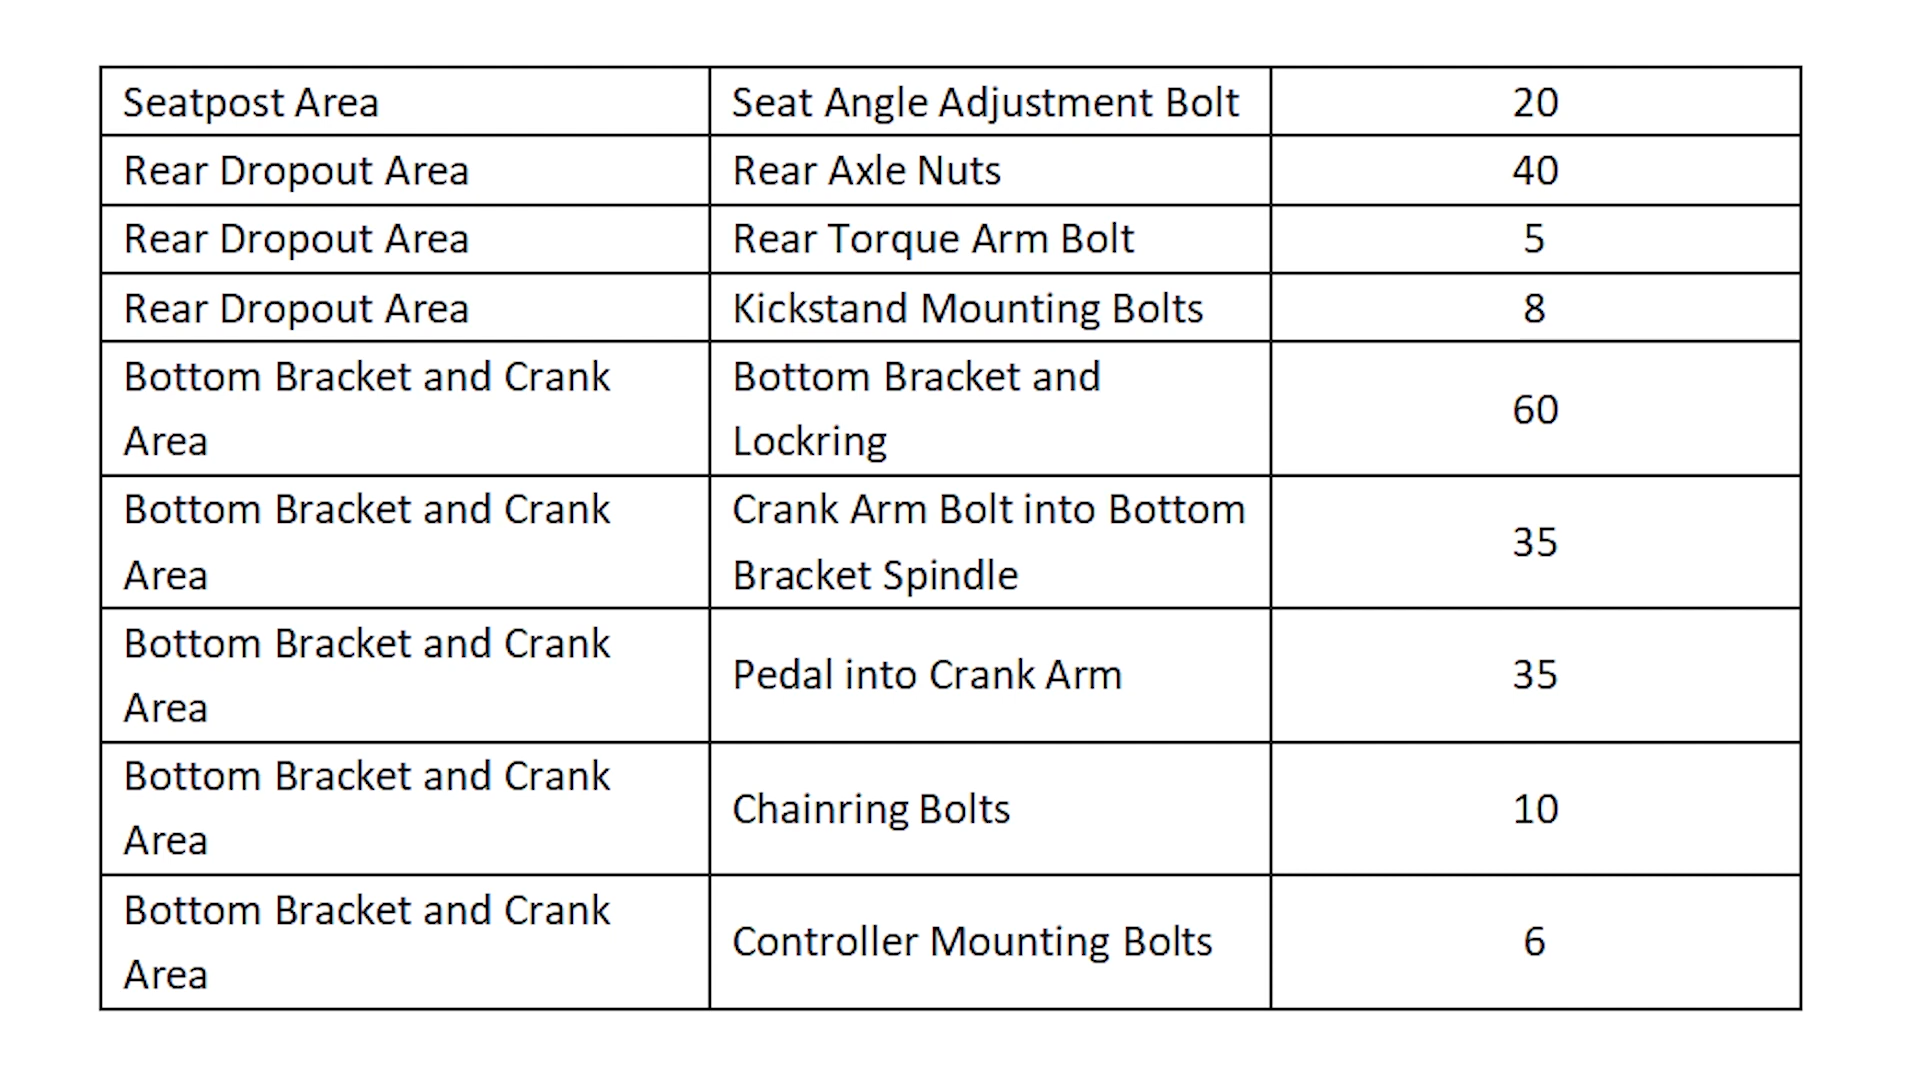 Seatpost Area Seat Angle Adjustment Bolt 20
Rear Dropout Area Rear Axle Nuts 40
Rear Dropout Area Rear Torque Arm Bolt 5
Rear Dropout Area Kickstand Mounting Bolts 8
Bottom Bracket and Crank
Area
Bottom Bracket and
Lockring
60
Bottom Bracket and Crank
Area
Crank Arm Bolt into Bottom
Bracket Spindle
35
Bottom Bracket and Crank
Area
Pedal into Crank Arm
35
Bottom Bracket and Crank
Area
Chainring Bolts
10
Bottom Bracket and Crank
Area
Controller Mounting Bolts
6